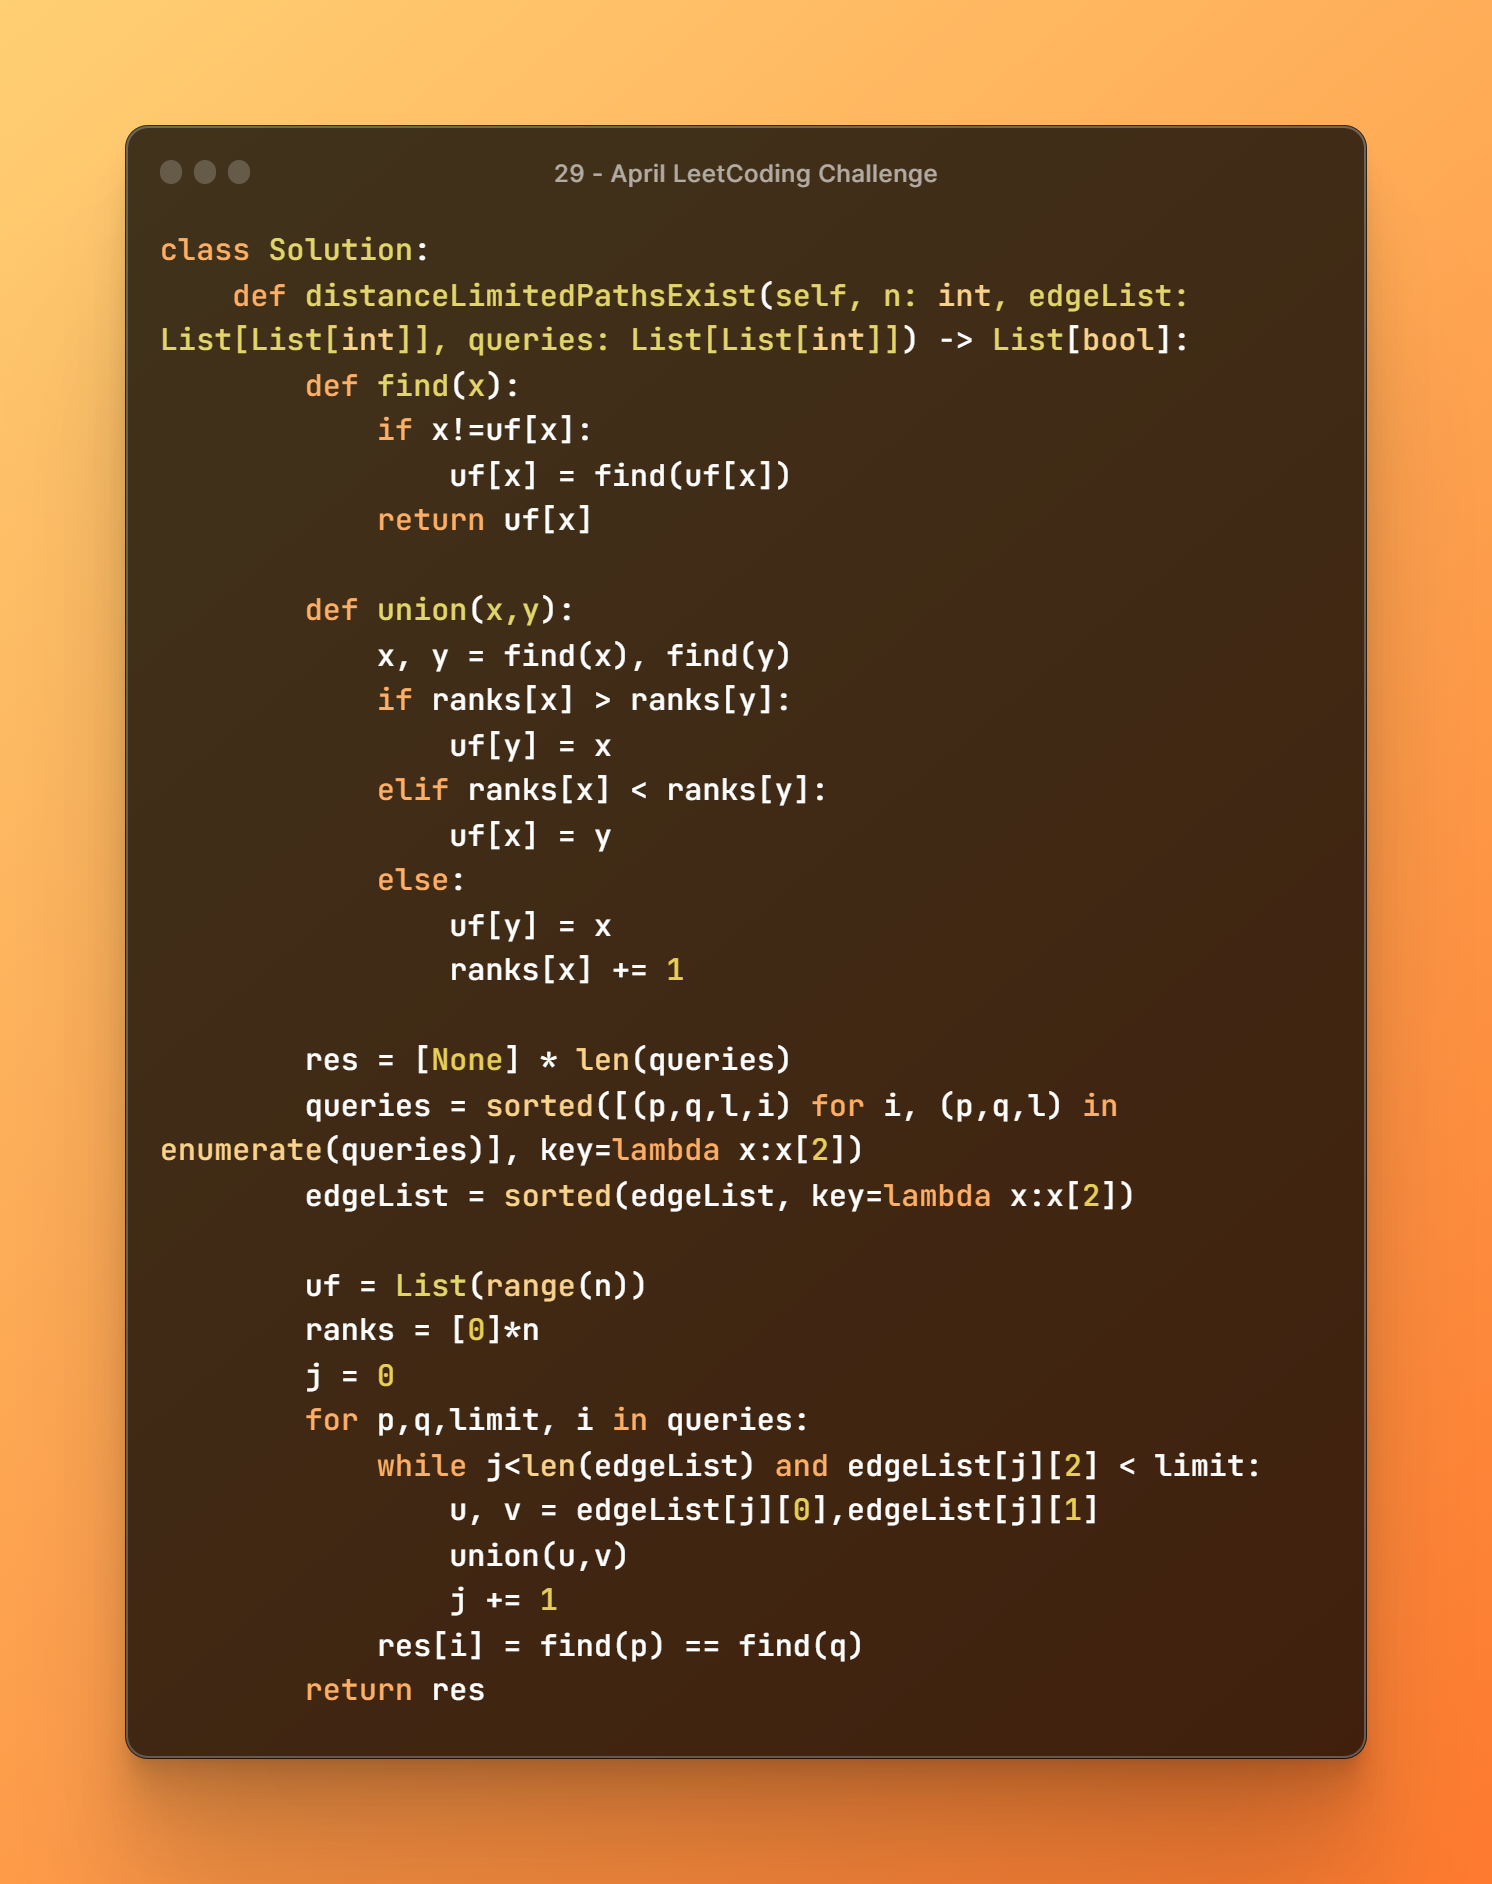 29 - April LeetCoding Challenge
class Solution:
    def distanceLimitedPathsExist(self, n: int, edgeList:
List[List[int]], queries: List[List[int]]) -> List[bool]:
        def find(x):
            if x!=uf[x]:
                uf[x] = find(uf[x])
            return uf[x]

        def union(x,y):
            x, y = find(x), find(y)
            if ranks[x] > ranks[y]:
                uf[y] = x
            elif ranks[x] < ranks[y]:
                uf[x] = y
            else:
                uf[y] = x
                ranks[x] += 1

        res = [None] * len(queries)
        queries = sorted([(p,q,l,i) for i, (p,q,l) in
enumerate(queries)], key=lambda x:x[2])
        edgeList = sorted(edgeList, key=lambda x:x[2])

        uf = List(range(n))
        ranks = [0]*n
        j = 0
        for p,q,limit, i in queries:
            while j<len(edgeList) and edgeList[j][2] < limit:
                u, v = edgeList[j][0],edgeList[j][1]
                union(u,v)
                j += 1
            res[i] = find(p) == find(q)
        return res